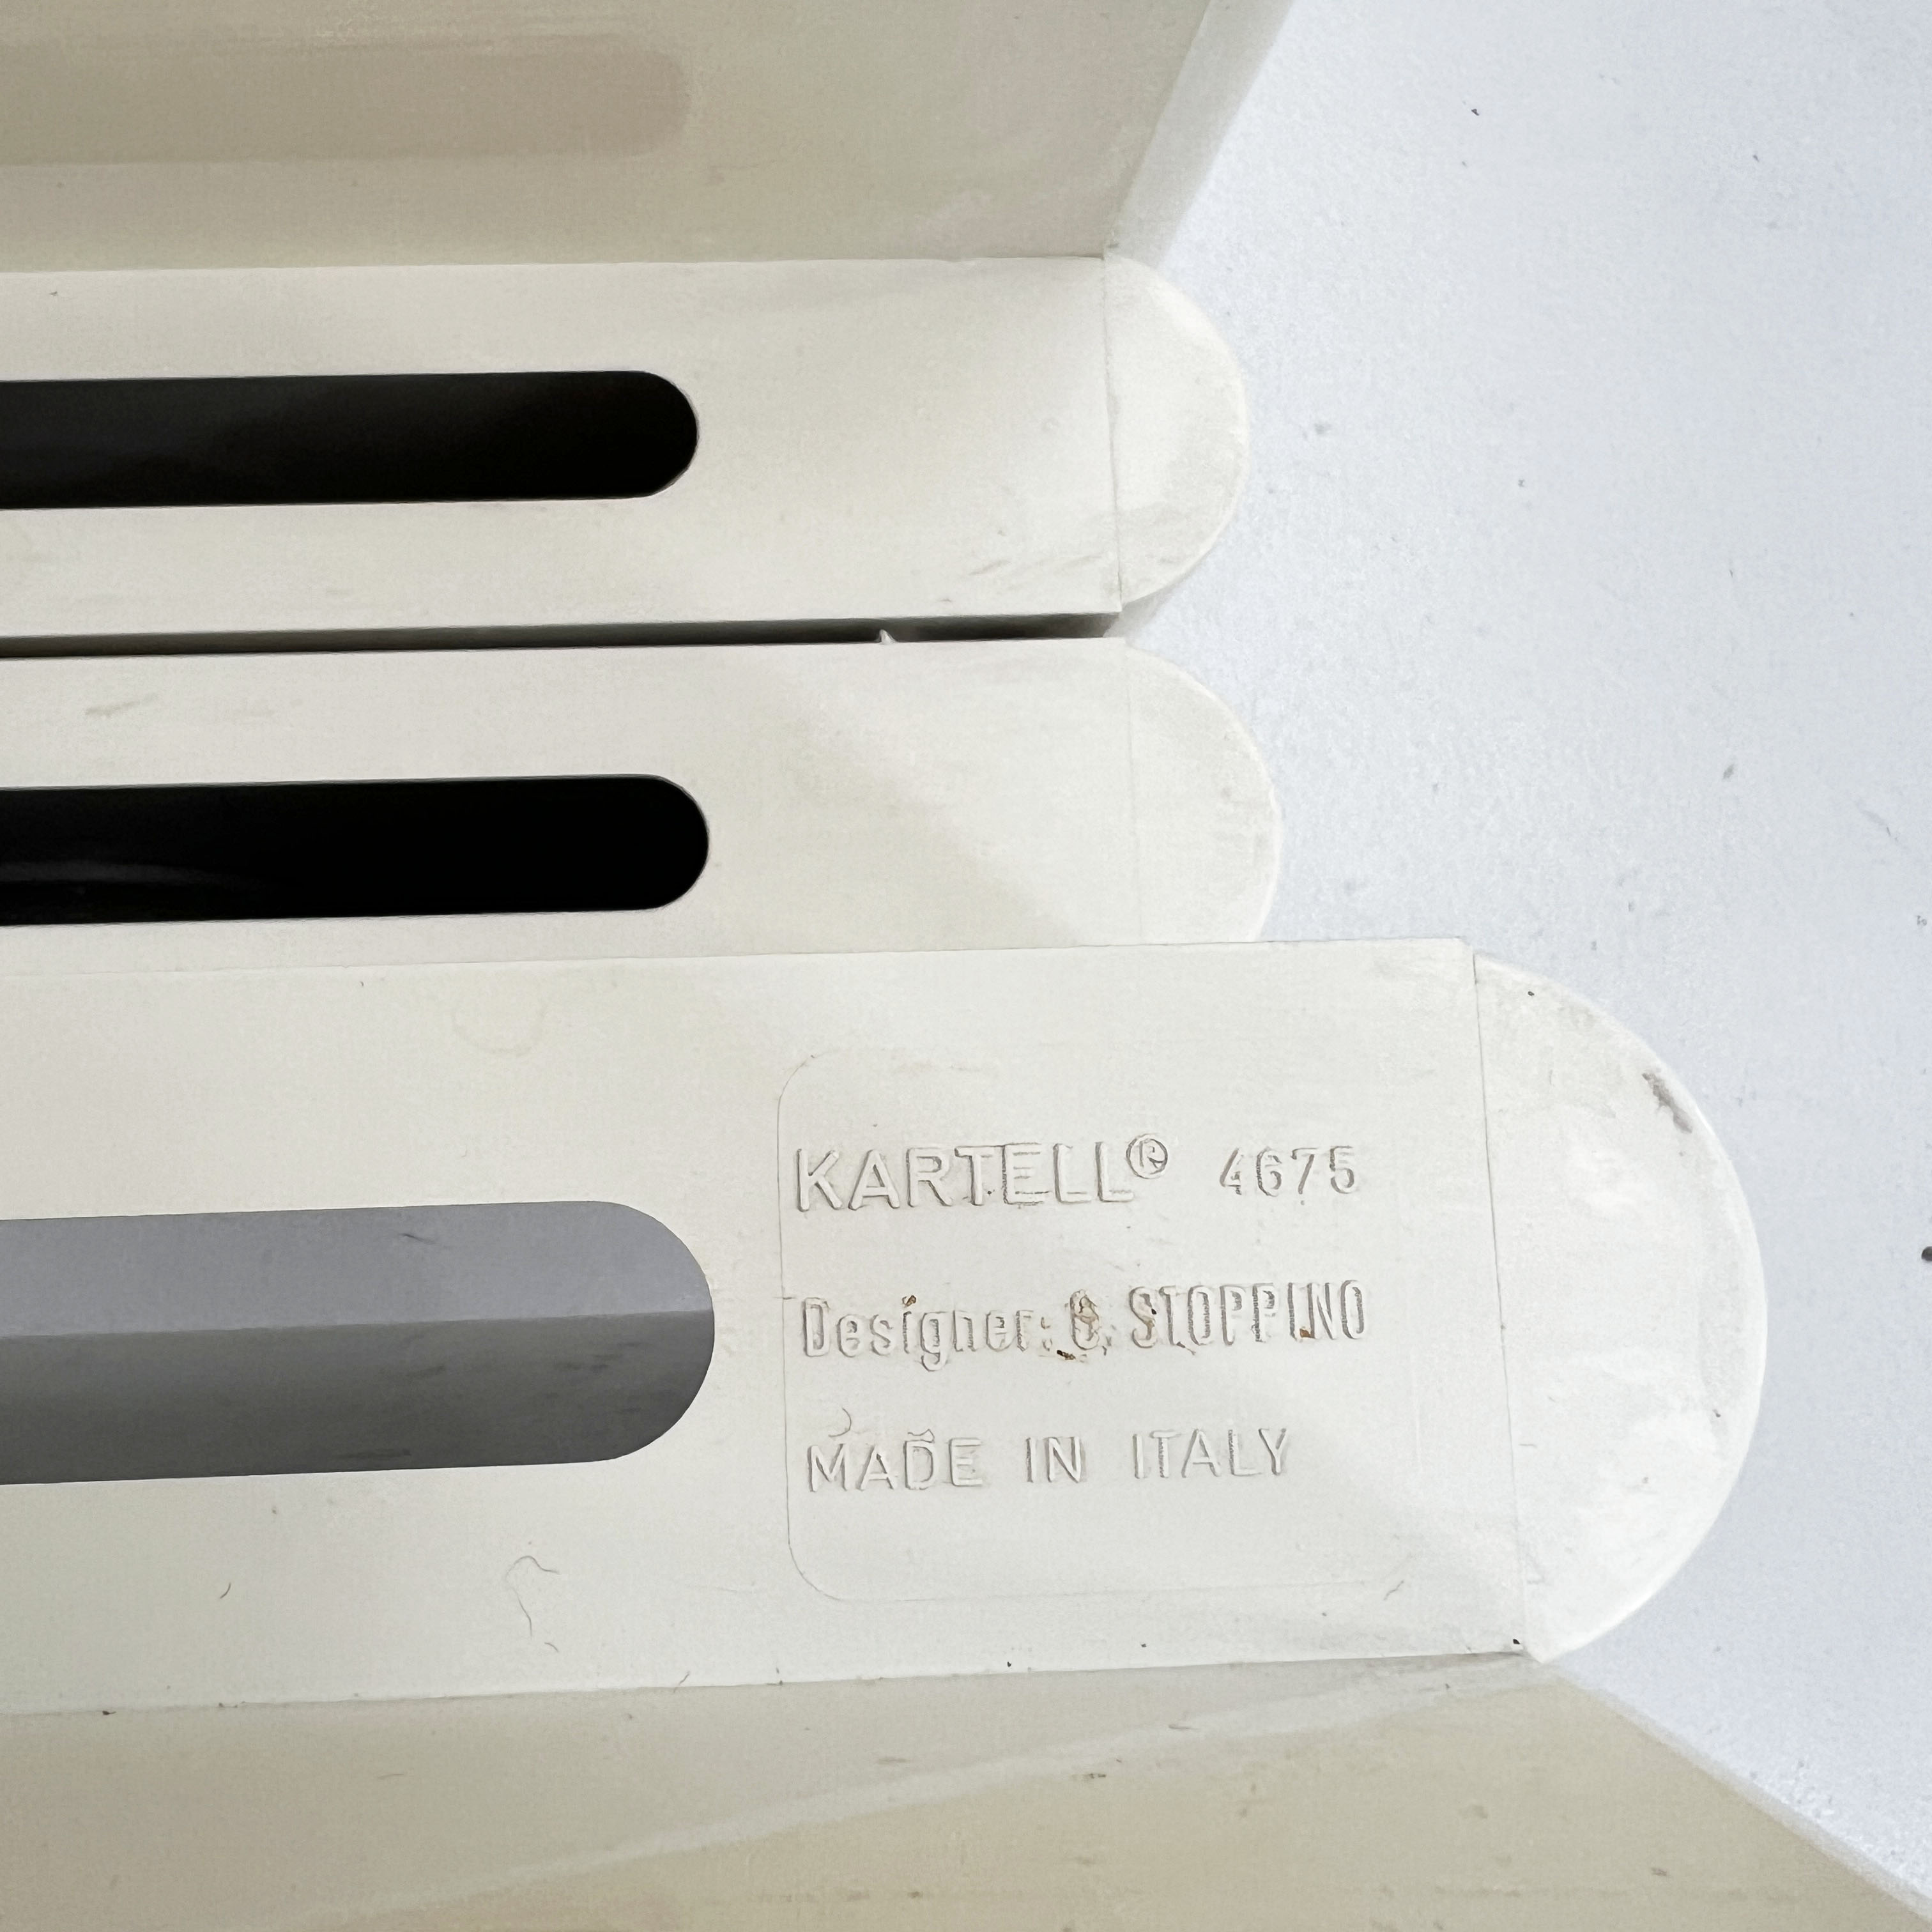 KARTELL® 4675
Designer: G. STOPPINO
MADE IN ITALY